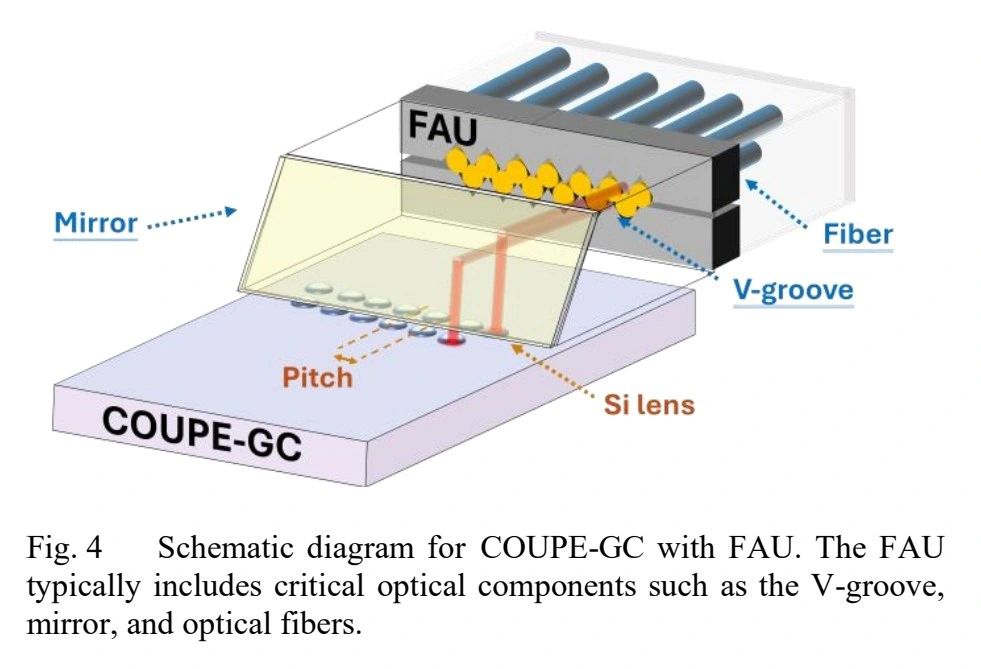 FAU
Mirror
Fiber
V-groove
Pitch
Si lens
COUPE-GC
Fig. 4 Schematic diagram for COUPE-GC with FAU. The FAU
typically includes critical optical components such as the V-groove,
mirror, and optical fibers.